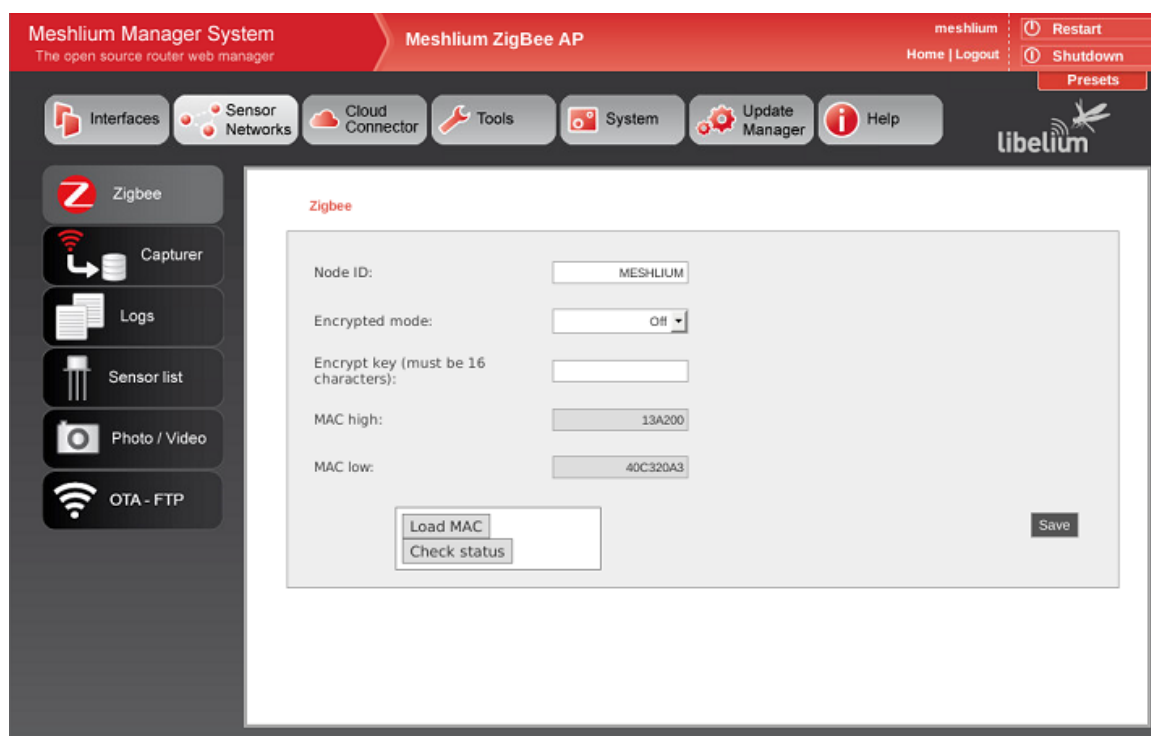 Meshlium Manager System
The open source router web manager
Meshlium ZigBee AP
meshlium
Home | Logout
Restart
Shutdown
Presets
Interfaces
Sensor
Networks
Cloud
Connector
Tools
System
Update
Manager
Help
libelium
Zigbee
Capturer
Logs
Sensor list
Photo / Video
OTA - FTP
Zigbee
Node ID:
MESHLIUM
Encrypted mode:
Off
Encrypt key (must be 16
characters):
MAC high:
13A200
MAC low:
40C320A3
Load MAC
Check status
Save